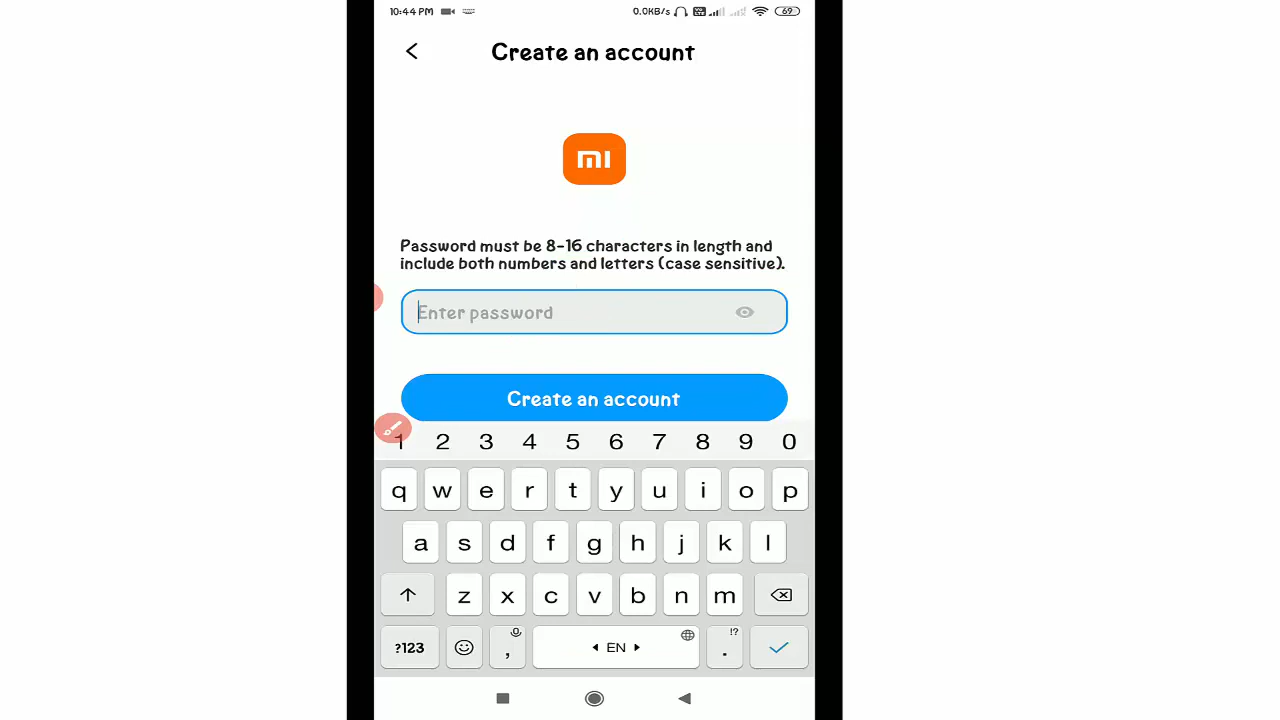 10:44 PM
0.0KB/s
69
Create an account
mi
Password must be 8-16 characters in length and
include both numbers and letters (case sensitive).
Enter password
Create an account
1 2 3 4 5 6 7 8 9 0
q w e r t y u i o p
a s d f g h j k l
z x c v b n m
?123 , EN . !?